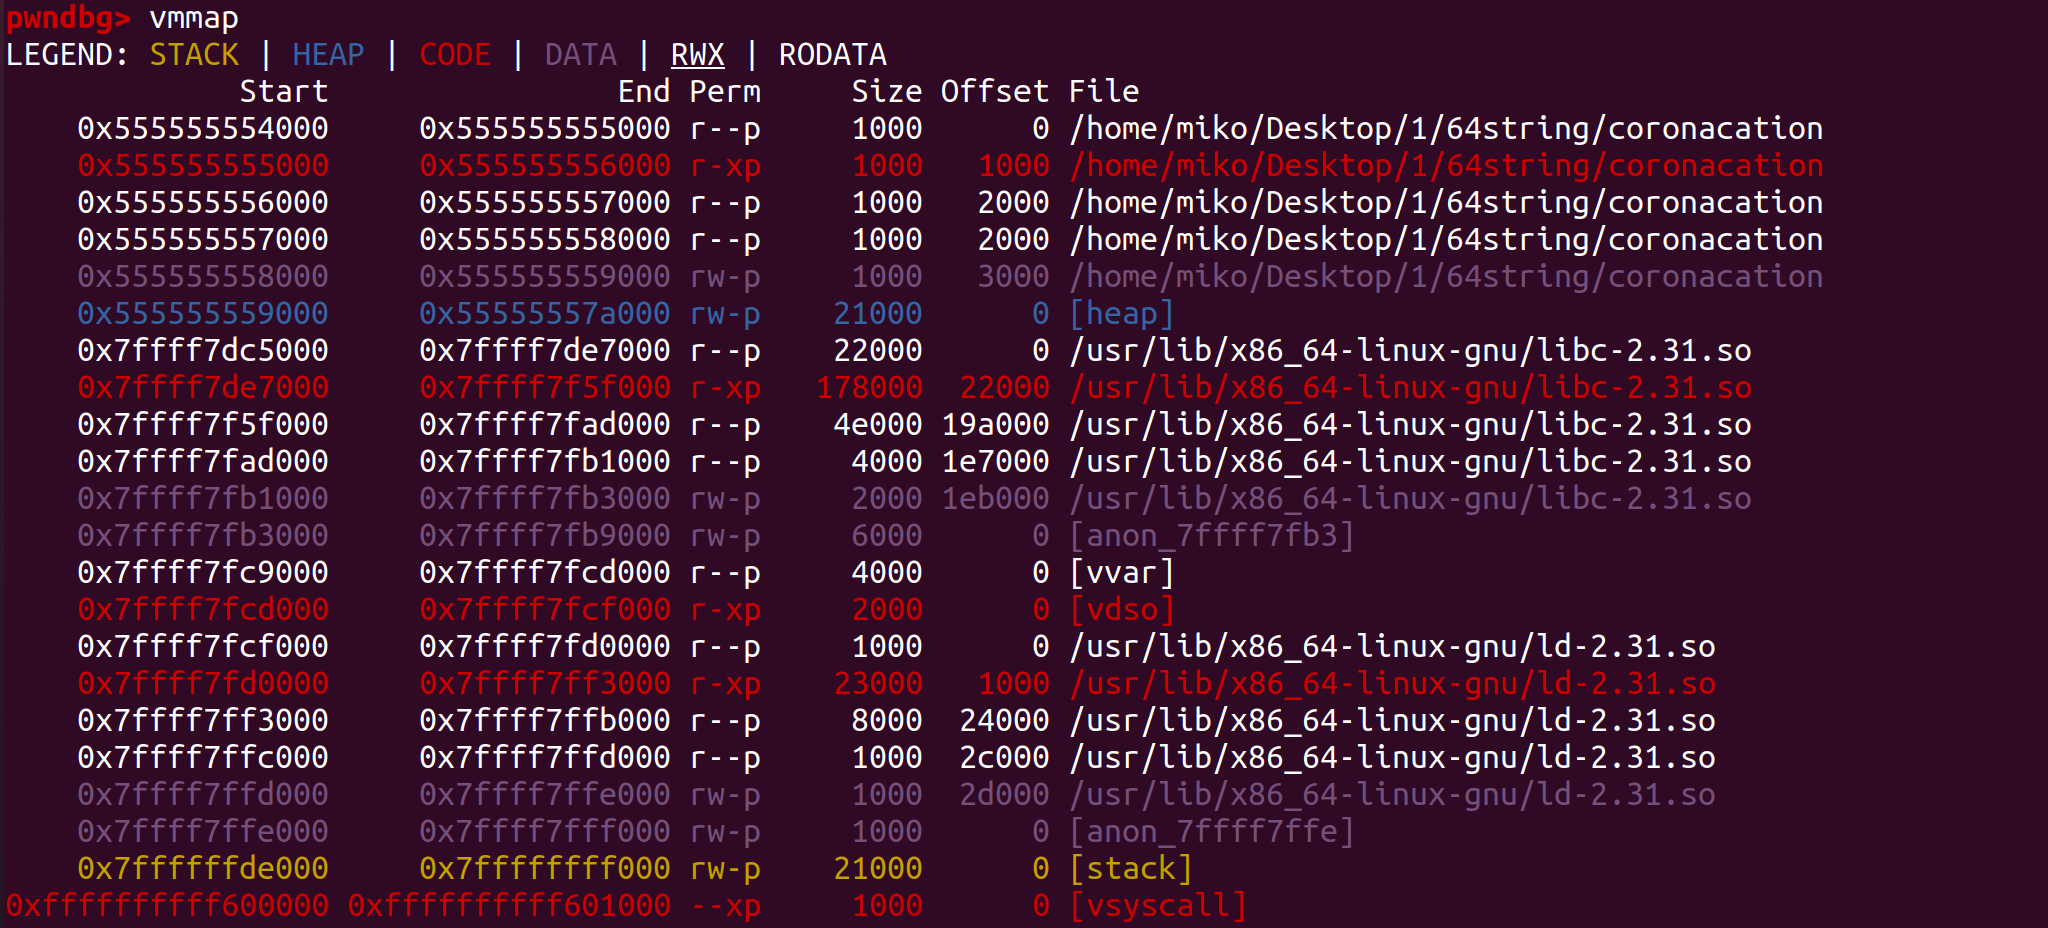 pwndbg> vmmap
LEGEND: STACK | HEAP | CODE | DATA | RWX | RODATA
             Start                End Perm     Size Offset File
    0x555555554000     0x555555555000 r--p     1000      0 /home/miko/Desktop/1/64string/coronacation
    0x555555555000     0x555555556000 r-xp     1000   1000 /home/miko/Desktop/1/64string/coronacation
    0x555555556000     0x555555557000 r--p     1000   2000 /home/miko/Desktop/1/64string/coronacation
    0x555555557000     0x555555558000 r--p     1000   2000 /home/miko/Desktop/1/64string/coronacation
    0x555555558000     0x555555559000 rw-p     1000   3000 /home/miko/Desktop/1/64string/coronacation
    0x555555559000     0x55555557a000 rw-p    21000      0 [heap]
    0x7ffff7dc5000     0x7ffff7de7000 r--p    22000      0 /usr/lib/x86_64-linux-gnu/libc-2.31.so
    0x7ffff7de7000     0x7ffff7f5f000 r-xp   178000  22000 /usr/lib/x86_64-linux-gnu/libc-2.31.so
    0x7ffff7f5f000     0x7ffff7fad000 r--p    4e000 19a000 /usr/lib/x86_64-linux-gnu/libc-2.31.so
    0x7ffff7fad000     0x7ffff7fb1000 r--p     4000 1e7000 /usr/lib/x86_64-linux-gnu/libc-2.31.so
    0x7ffff7fb1000     0x7ffff7fb3000 rw-p     2000 1eb000 /usr/lib/x86_64-linux-gnu/libc-2.31.so
    0x7ffff7fb3000     0x7ffff7fb9000 rw-p     6000      0 [anon_7ffff7fb3]
    0x7ffff7fc9000     0x7ffff7fcd000 r--p     4000      0 [vvar]
    0x7ffff7fcd000     0x7ffff7fcf000 r-xp     2000      0 [vdso]
    0x7ffff7fcf000     0x7ffff7fd0000 r--p     1000      0 /usr/lib/x86_64-linux-gnu/ld-2.31.so
    0x7ffff7fd0000     0x7ffff7ff3000 r-xp    23000   1000 /usr/lib/x86_64-linux-gnu/ld-2.31.so
    0x7ffff7ff3000     0x7ffff7ffb000 r--p     8000  24000 /usr/lib/x86_64-linux-gnu/ld-2.31.so
    0x7ffff7ffc000     0x7ffff7ffd000 r--p     1000  2c000 /usr/lib/x86_64-linux-gnu/ld-2.31.so
    0x7ffff7ffd000     0x7ffff7ffe000 rw-p     1000  2d000 /usr/lib/x86_64-linux-gnu/ld-2.31.so
    0x7ffff7ffe000     0x7ffff7fff000 rw-p     1000      0 [anon_7ffff7ffe]
    0x7ffffffde000     0x7ffffffff000 rw-p    21000      0 [stack]
0xffffffffff600000 0xffffffffff601000 --xp     1000      0 [vsyscall]